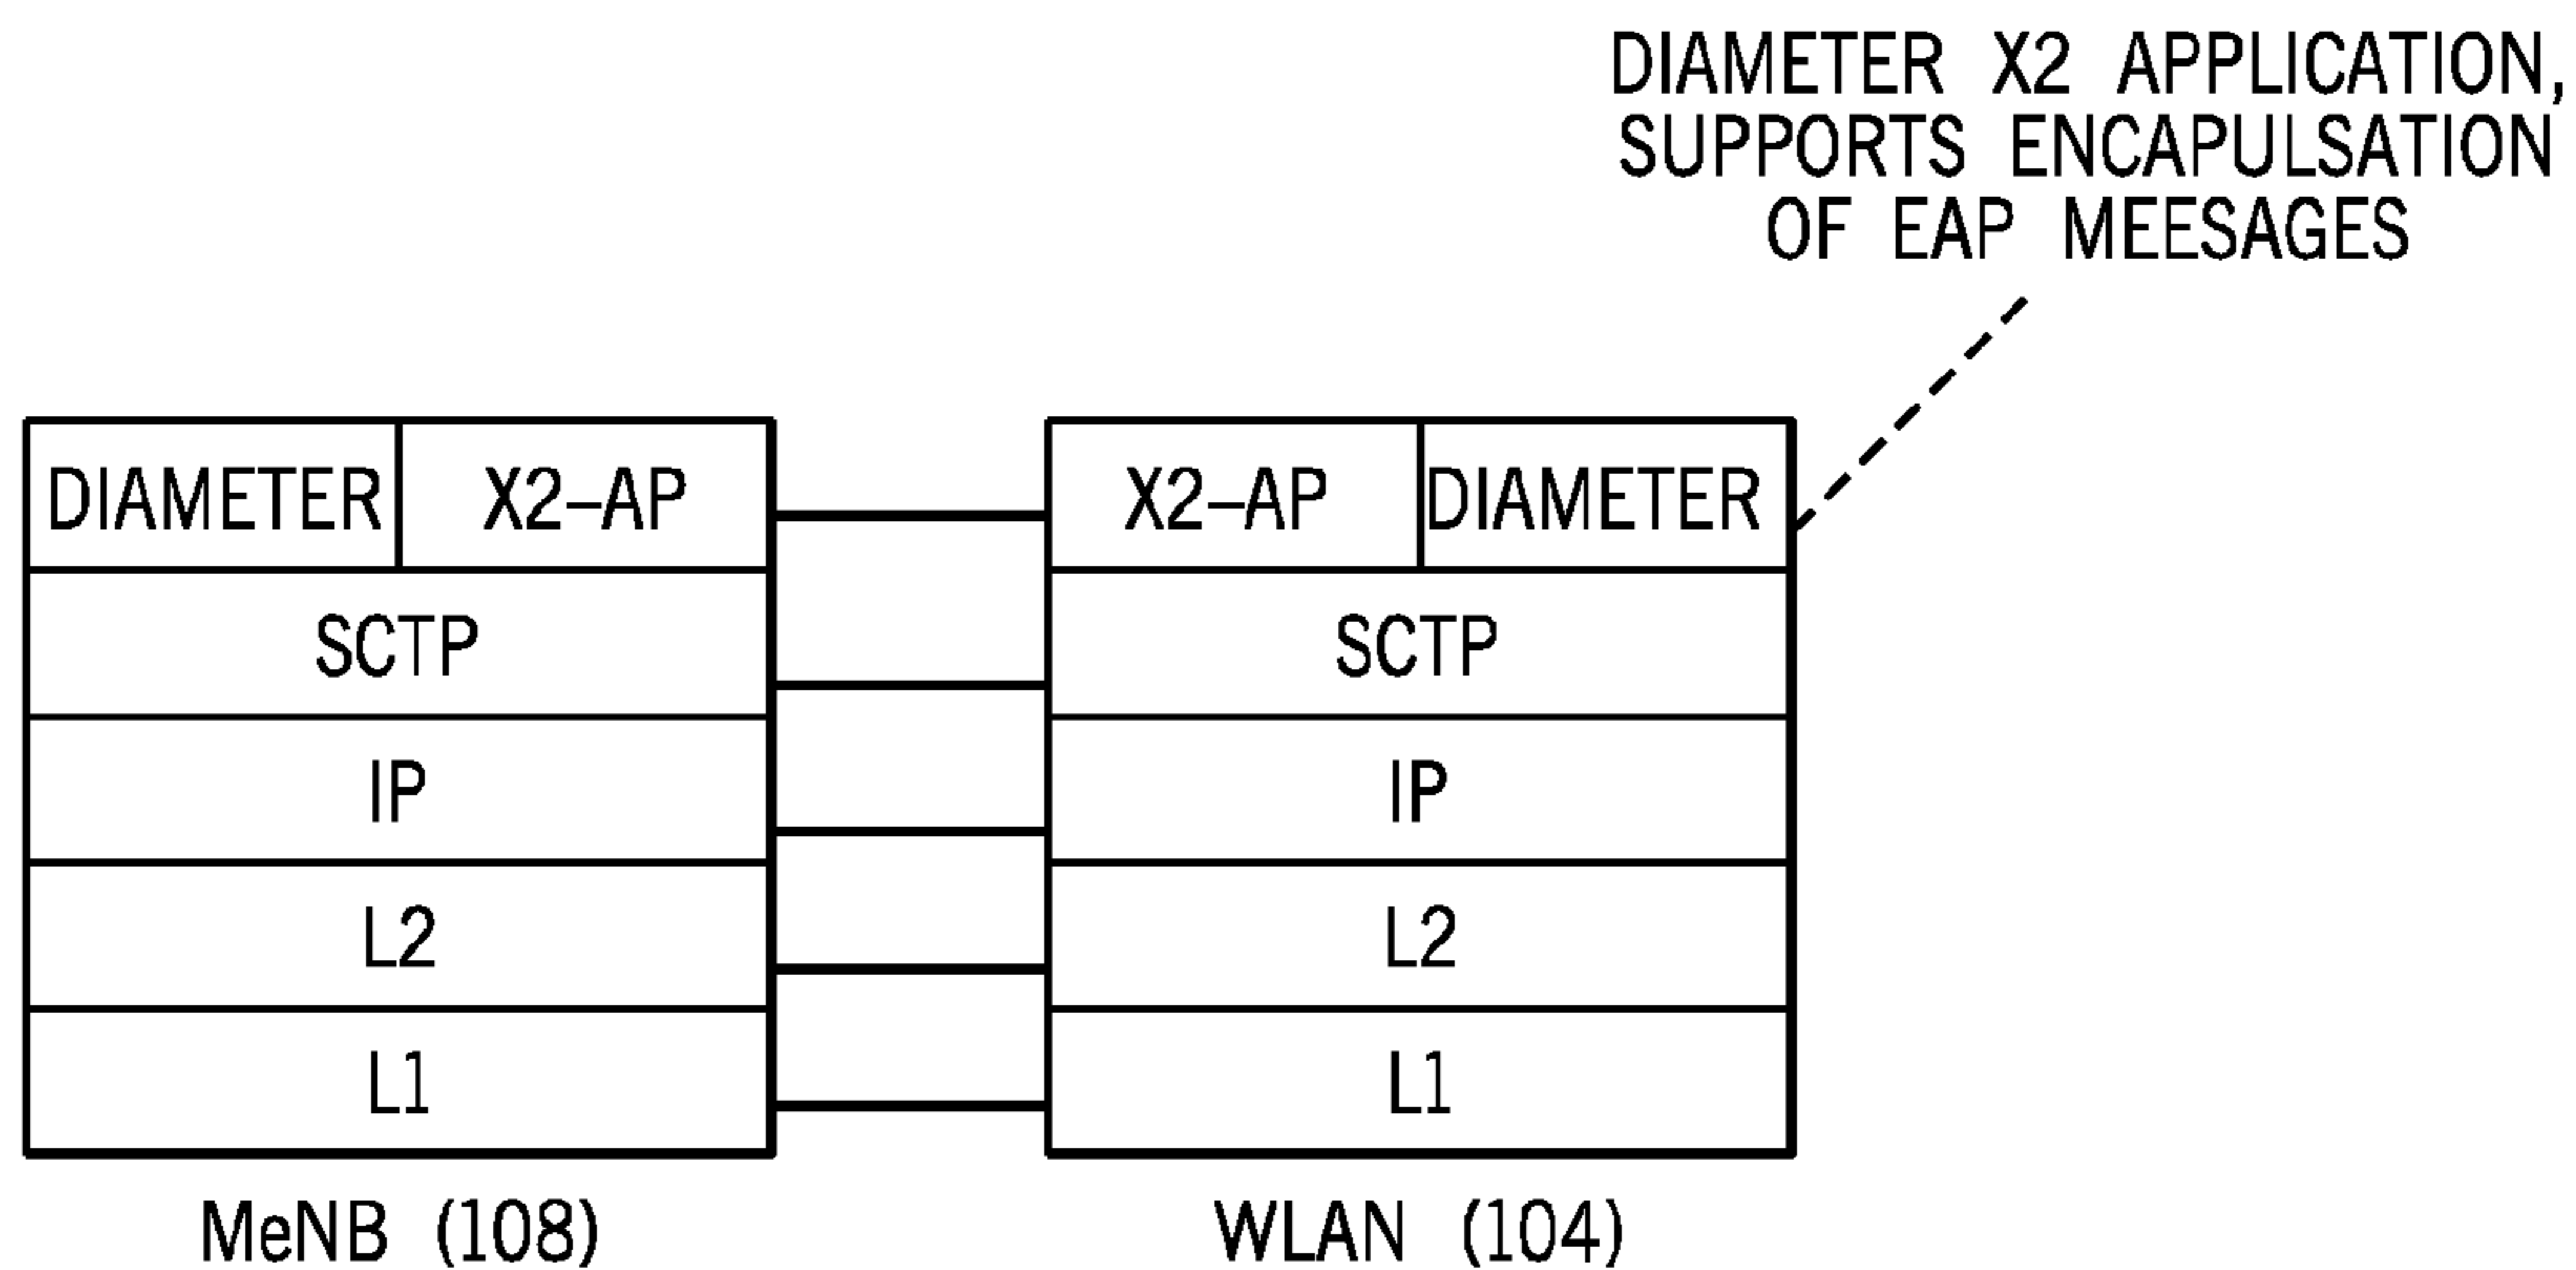 DIAMETER X2 APPLICATION,
SUPPORTS ENCAPULSATION
OF EAP MEESAGES
DIAMETER X2–AP X2–AP DIAMETER
SCTP SCTP
IP IP
L2 L2
L1 L1
MeNB (108) WLAN (104)